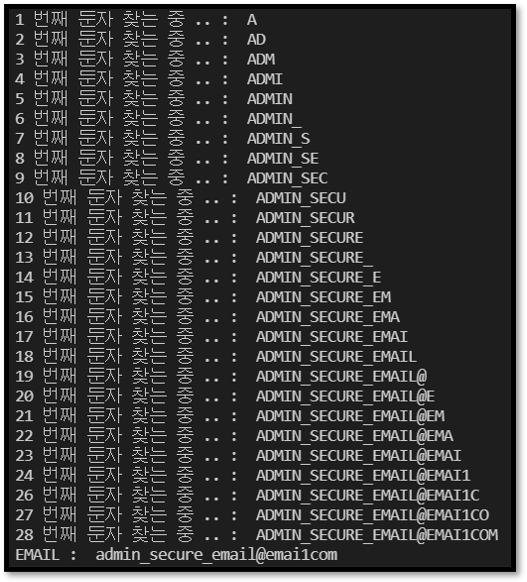 1 번째 둔자 찾는 중 .. :  A
2 번째 둔자 찾는 중 .. :  AD
3 번째 둔자 찾는 중 .. :  ADM
4 번째 둔자 찾는 중 .. :  ADMI
5 번째 둔자 찾는 중 .. :  ADMIN
6 번째 둔자 찾는 중 .. :  ADMIN_
7 번째 둔자 찾는 중 .. :  ADMIN_S
8 번째 둔자 찾는 중 .. :  ADMIN_SE
9 번째 둔자 찾는 중 .. :  ADMIN_SEC
10 번째 둔자 찾는 중 .. :  ADMIN_SECU
11 번째 둔자 찾는 중 .. :  ADMIN_SECUR
12 번째 둔자 찾는 중 .. :  ADMIN_SECURE
13 번째 둔자 찾는 중 .. :  ADMIN_SECURE_
14 번째 둔자 찾는 중 .. :  ADMIN_SECURE_E
15 번째 둔자 찾는 중 .. :  ADMIN_SECURE_EM
16 번째 둔자 찾는 중 .. :  ADMIN_SECURE_EMA
17 번째 둔자 찾는 중 .. :  ADMIN_SECURE_EMAI
18 번째 둔자 찾는 중 .. :  ADMIN_SECURE_EMAIL
19 번째 둔자 찾는 중 .. :  ADMIN_SECURE_EMAIL@
20 번째 둔자 찾는 중 .. :  ADMIN_SECURE_EMAIL@E
21 번째 둔자 찾는 중 .. :  ADMIN_SECURE_EMAIL@EM
22 번째 둔자 찾는 중 .. :  ADMIN_SECURE_EMAIL@EMA
23 번째 둔자 찾는 중 .. :  ADMIN_SECURE_EMAIL@EMAI
24 번째 둔자 찾는 중 .. :  ADMIN_SECURE_EMAIL@EMAI1
26 번째 둔자 찾는 중 .. :  ADMIN_SECURE_EMAIL@EMAI1C
27 번째 둔자 찾는 중 .. :  ADMIN_SECURE_EMAIL@EMAI1CO
28 번째 둔자 찾는 중 .. :  ADMIN_SECURE_EMAIL@EMAI1COM
EMAIL :  admin_secure_email@emai1com